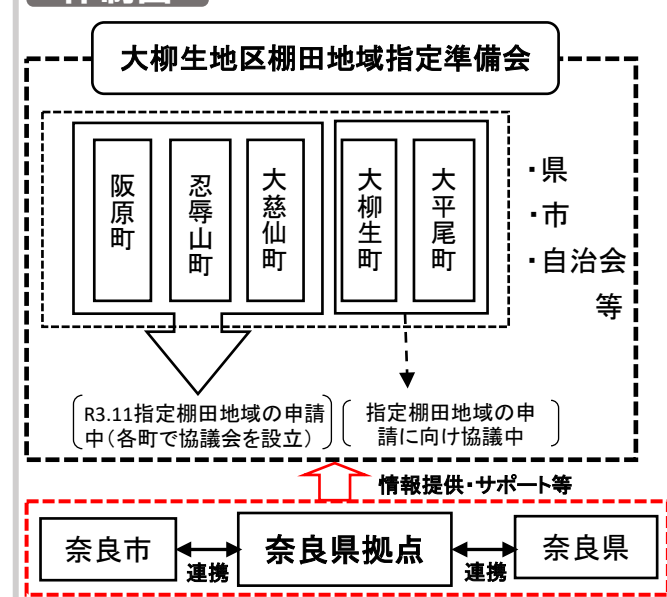 大柳生地区棚田地域指定準備会
阪原町
忍辱山町
大慈仙町
大柳生町
大平尾町
・県
・市
・自治会
等
R3.11指定棚田地域の申請
中(各町で協議会を設立)
指定棚田地域の申
請に向け協議中
情報提供・サポート等
奈良市
連携
奈良県拠点
連携
奈良県